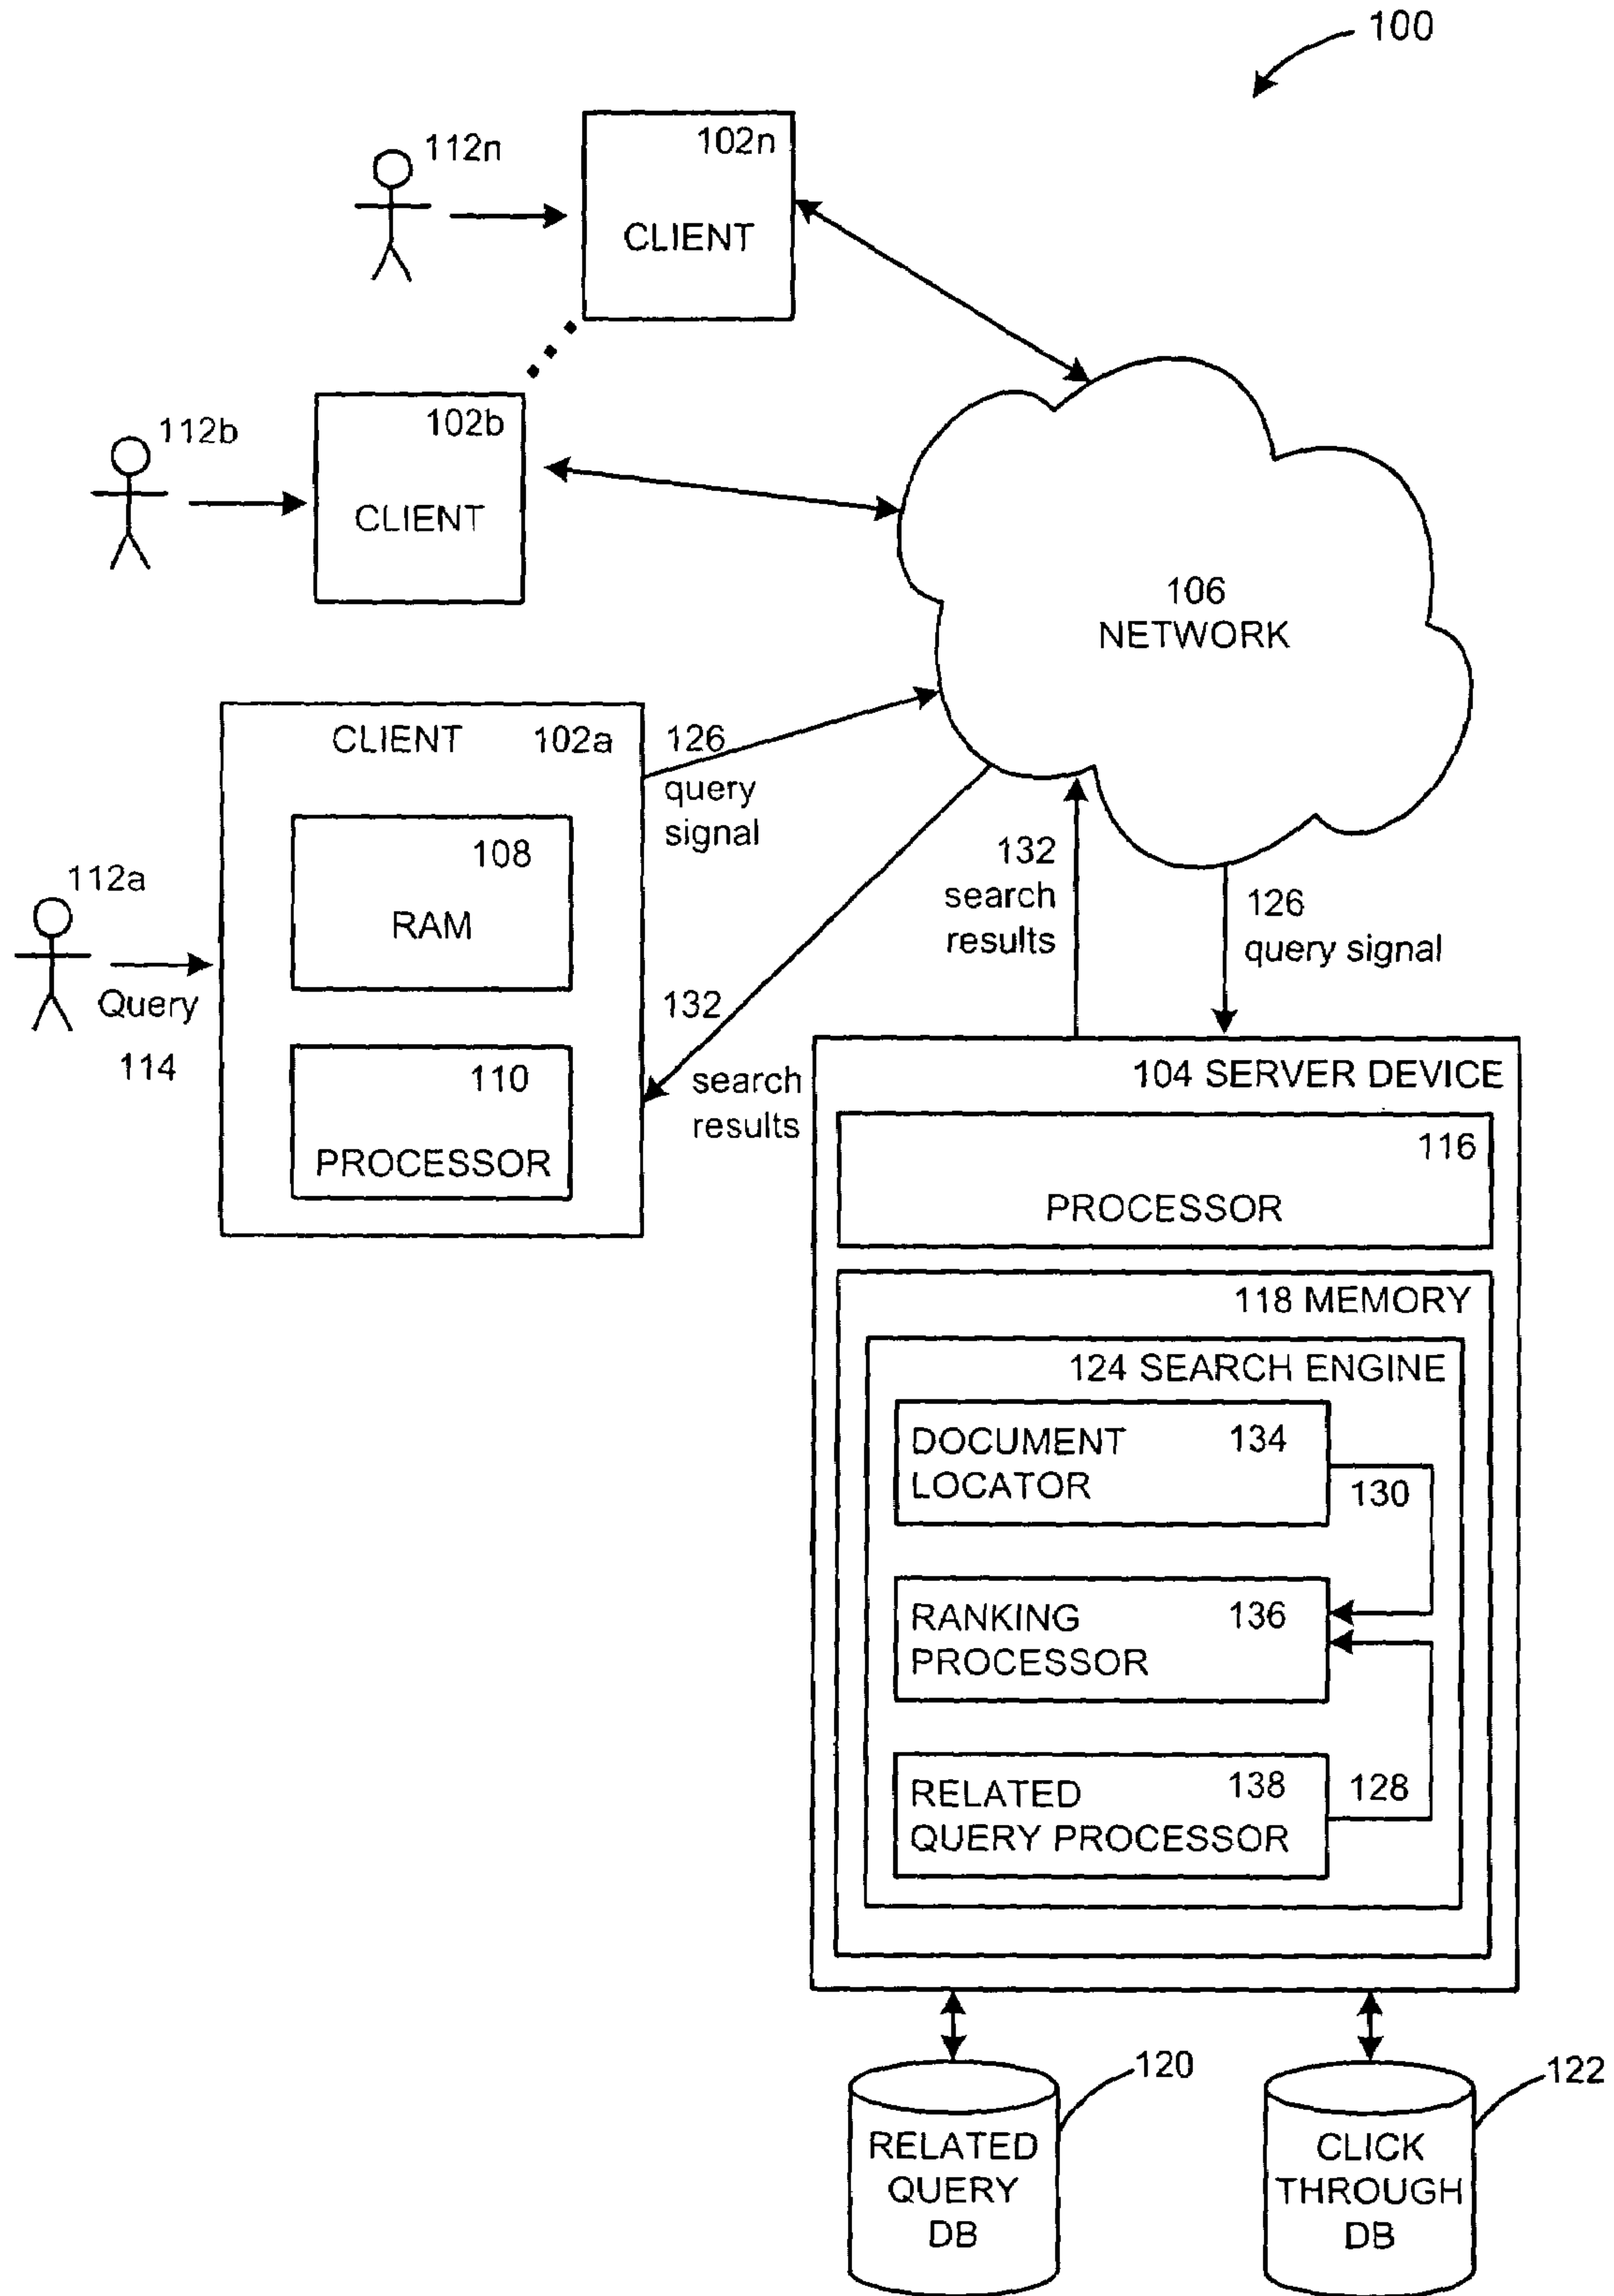 100
112n
102n
CLIENT
112b
102b
CLIENT
106
NETWORK
CLIENT 102a
126
query
signal
108
RAM
112a
Query
114
132
search
results
110
PROCESSOR
132
search
results
126
query signal
104 SERVER DEVICE
116
PROCESSOR
118 MEMORY
124 SEARCH ENGINE
DOCUMENT 134
LOCATOR
130
RANKING 136
PROCESSOR
RELATED 138
QUERY PROCESSOR
128
120
RELATED
QUERY
DB
122
CLICK
THROUGH
DB